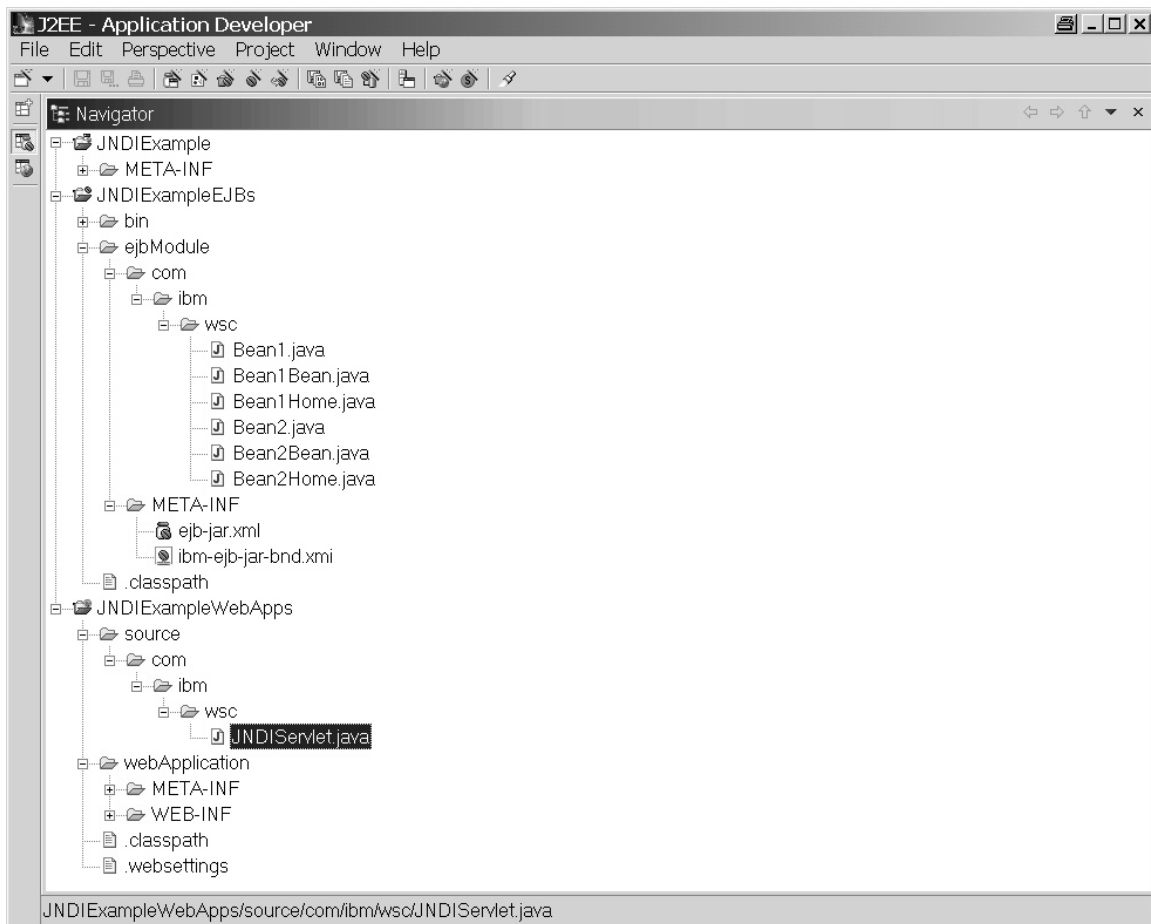 J2EE - Application Developer
File Edit Perspective Project Window Help
Navigator
JNDIExample
META-INF
JNDIExampleEJBs
bin
ejbModule
com
ibm
wsc
Bean1.java
Bean1Bean.java
Bean1Home.java
Bean2.java
Bean2Bean.java
Bean2Home.java
META-INF
ejb-jar.xml
ibm-ejb-jar-bnd.xmi
.classpath
JNDIExampleWebApps
source
com
ibm
wsc
JNDIServlet.java
webApplication
META-INF
WEB-INF
.classpath
.websettings
JNDIExampleWebApps/source/com/ibm/wsc/JNDIServlet.java